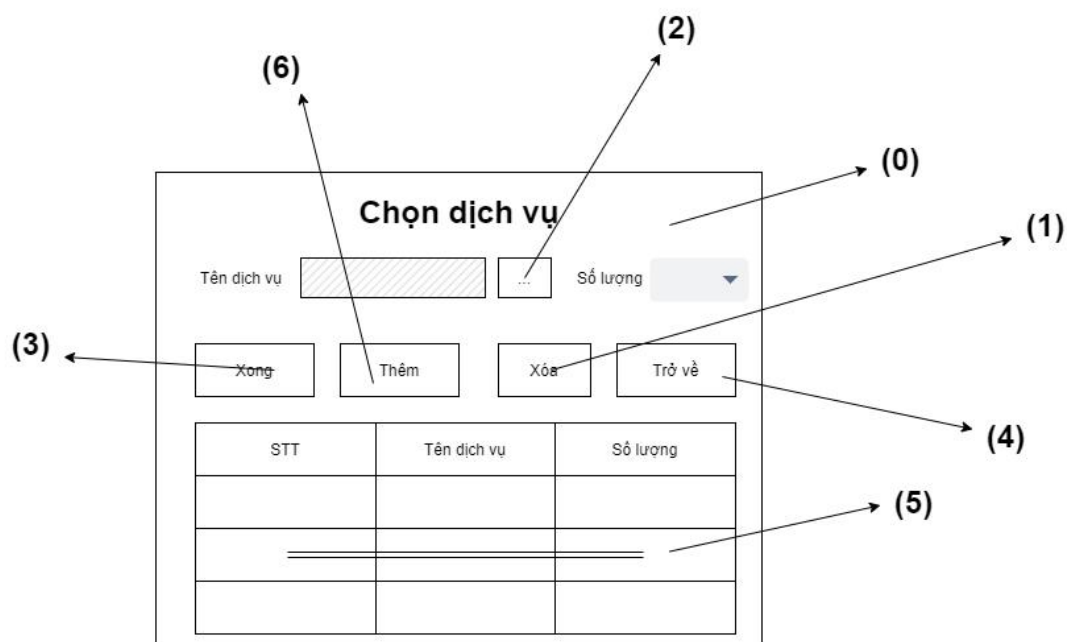 (2)
(6)
(0)
Chọn dịch vụ
(1)
Tên dịch vụ ... Số lượng
(3)
Xong Thêm Xóa Trở về
(4)
STT Tên dịch vụ Số lượng
(5)